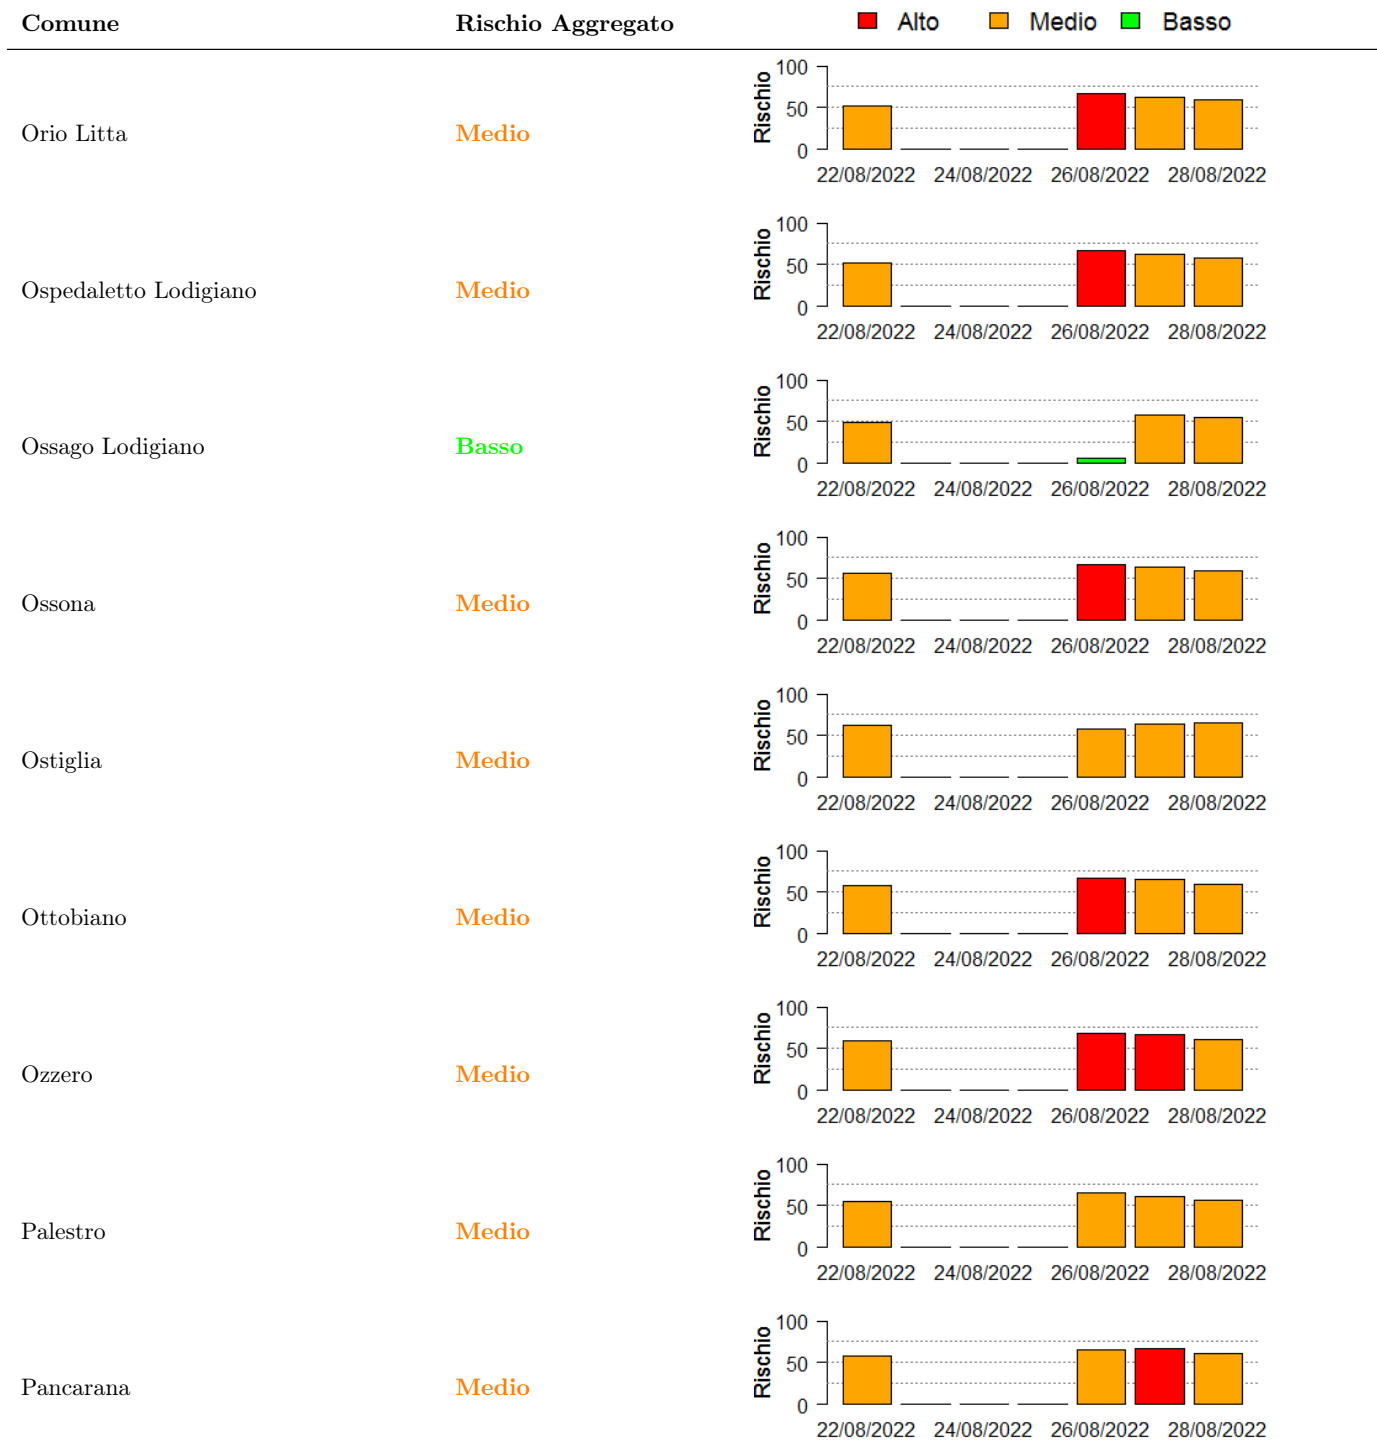 Comune Rischio Aggregato Alto Medio Basso
100
50
0
Rischio
Orio Litta Medio
22/08/2022 24/08/2022 26/08/2022 28/08/2022
100
50
0
Rischio
Ospedaletto Lodigiano Medio
22/08/2022 24/08/2022 26/08/2022 28/08/2022
100
50
0
Rischio
Ossago Lodigiano Basso
22/08/2022 24/08/2022 26/08/2022 28/08/2022
100
50
0
Rischio
Ossona Medio
22/08/2022 24/08/2022 26/08/2022 28/08/2022
100
50
0
Rischio
Ostiglia Medio
22/08/2022 24/08/2022 26/08/2022 28/08/2022
100
50
0
Rischio
Ottobiano Medio
22/08/2022 24/08/2022 26/08/2022 28/08/2022
100
50
0
Rischio
Ozzero Medio
22/08/2022 24/08/2022 26/08/2022 28/08/2022
100
50
0
Rischio
Palestro Medio
22/08/2022 24/08/2022 26/08/2022 28/08/2022
100
50
0
Rischio
Pancarana Medio
22/08/2022 24/08/2022 26/08/2022 28/08/2022